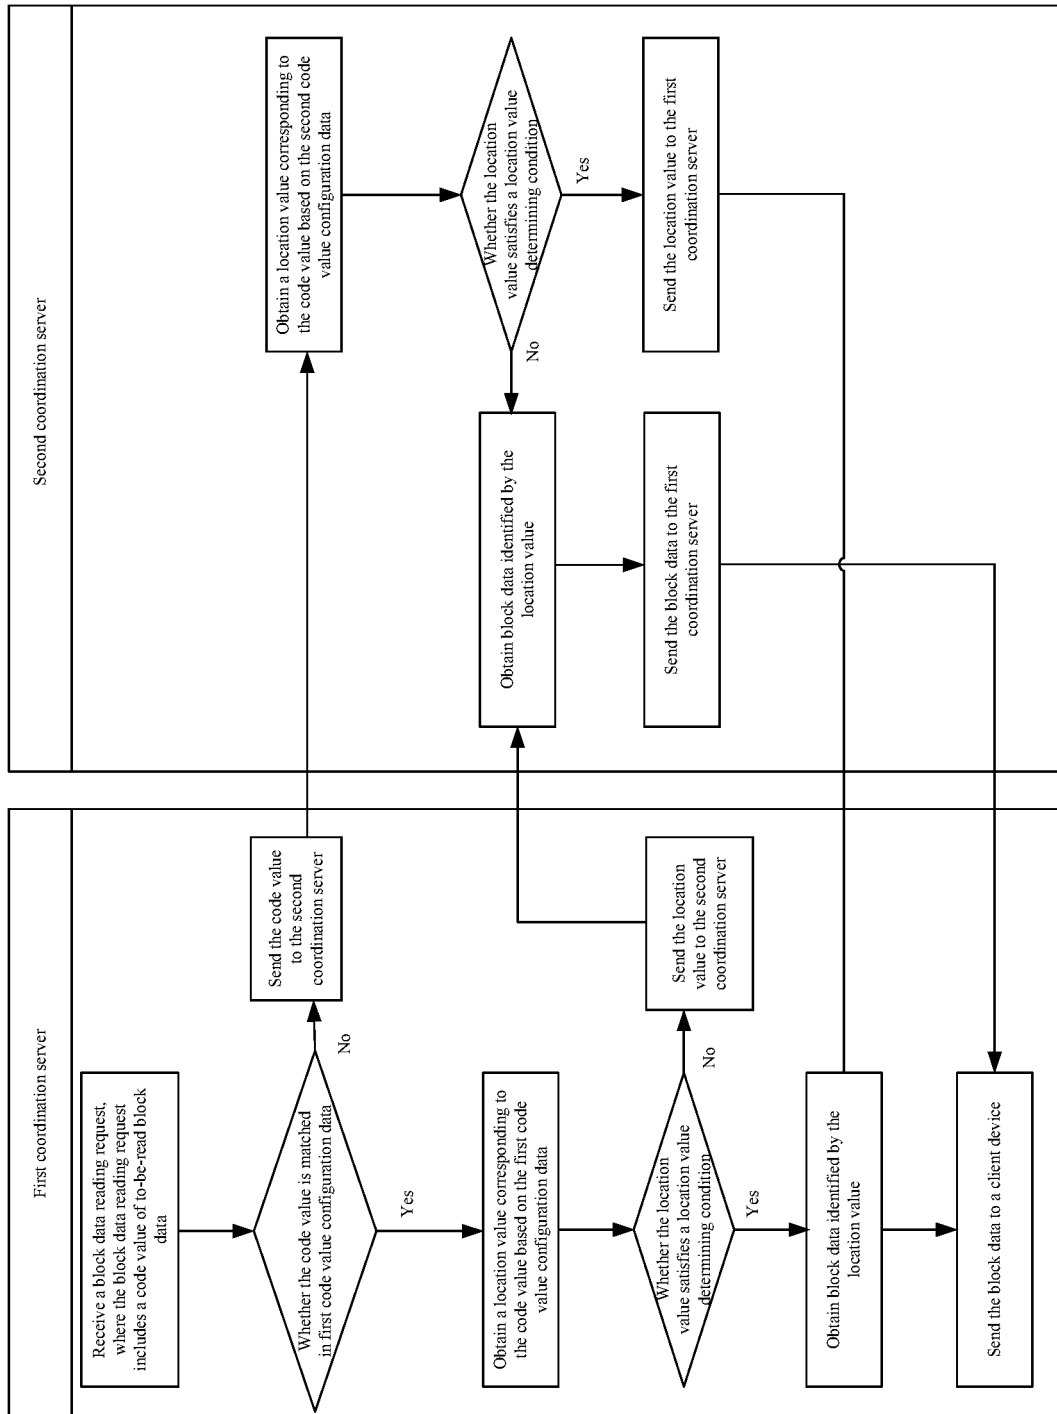 First coordination server
Receive a block data reading request,
where the block data reading request
includes a code value of to-be-read block
data
Whether the code value is matched
in first code value configuration data
No
Send the code value
to the second
coordination server
Yes
Obtain a location value corresponding to
the code value based on the first code
value configuration data
Whether the location
value satisfies a location value
determining condition
No
Send the location
value to the second
coordination server
Yes
Obtain block data identified by the
location value
Send the block data to a client device
Second coordination server
Obtain a location value corresponding to
the code value based on the second code
value configuration data
Whether the location
value satisfies a location value
determining condition
No
Yes
Obtain block data identified by the
location value
Send the block data to the first
coordination server
Send the location value to the first
coordination server